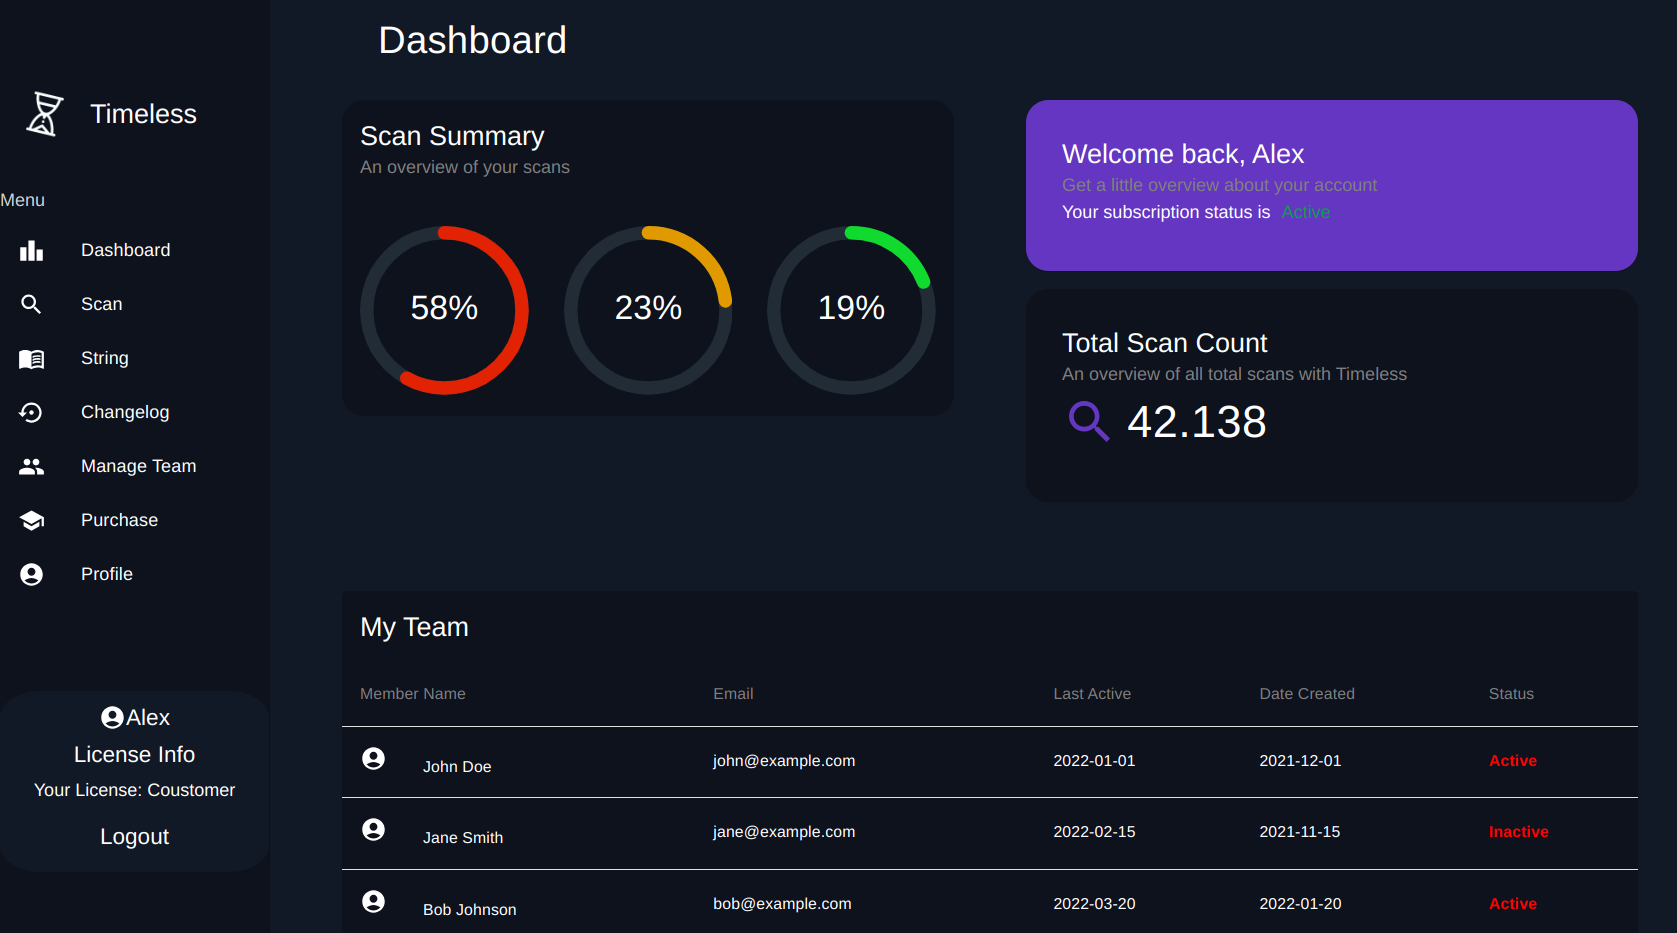 Dashboard
Timeless
Menu
Dashboard
Scan
String
Changelog
Manage Team
Purchase
Profile
Alex
License Info
Your License: Coustomer
Logout
Scan Summary
An overview of your scans
58%
23%
19%
Welcome back, Alex
Get a little overview about your account
Your subscription status is Active
Total Scan Count
An overview of all total scans with Timeless
42.138
My Team
Member Name Email Last Active Date Created Status
John Doe john@example.com 2022-01-01 2021-12-01 Active
Jane Smith jane@example.com 2022-02-15 2021-11-15 Inactive
Bob Johnson bob@example.com 2022-03-20 2022-01-20 Active